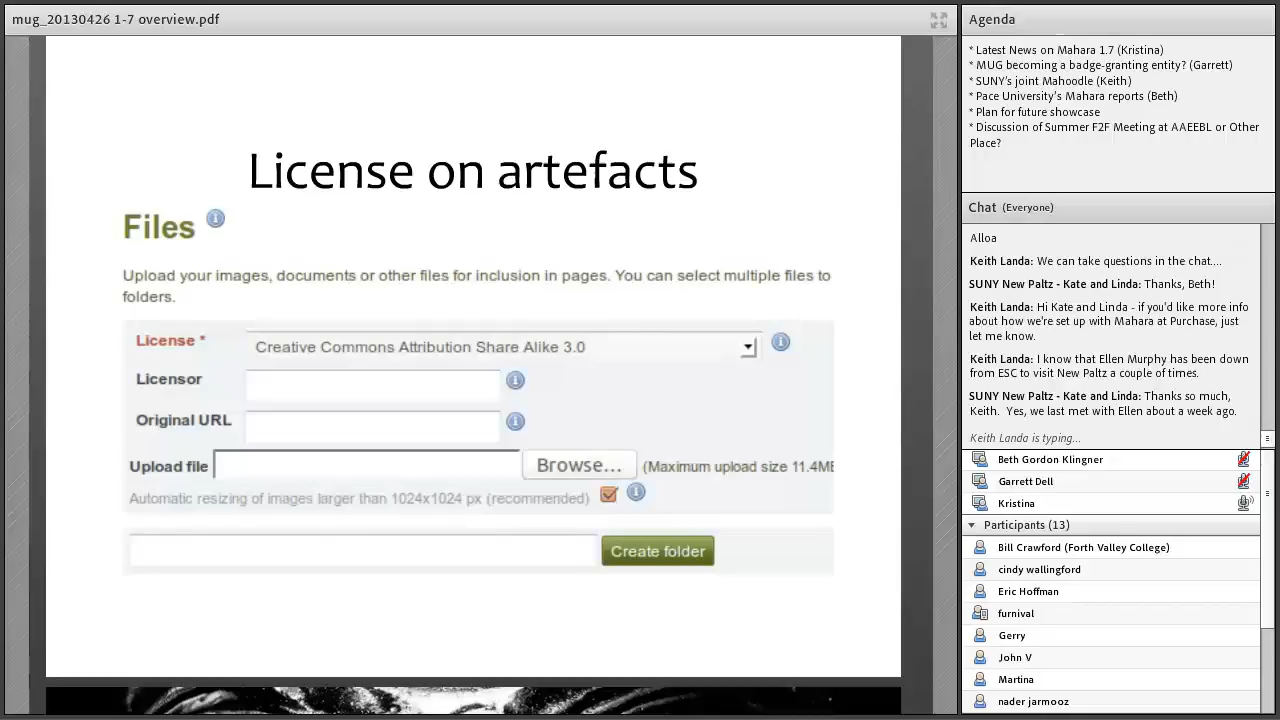 mug_20130426 1-7 overview.pdf
License on artefacts
Files
Upload your images, documents or other files for inclusion in pages. You can select multiple files to
folders.
License *
Creative Commons Attribution Share Alike 3.0
Licensor
Original URL
Upload file
Browse...
(Maximum upload size 11.4MB
Automatic resizing of images larger than 1024x1024 px (recommended)
Create folder
Agenda
* Latest News on Mahara 1.7 (Kristina)
* MUG becoming a badge-granting entity? (Garrett)
* SUNY's joint Mahoodle (Keith)
* Pace University's Mahara reports (Beth)
* Plan for future showcase
* Discussion of Summer F2F Meeting at AAEEBL or Other
Place?
Chat (Everyone)
Alloa
Keith Landa: We can take questions in the chat....
SUNY New Paltz - Kate and Linda: Thanks, Beth!
Keith Landa: Hi Kate and Linda - if you'd like more info
about how we're set up with Mahara at Purchase, just
let me know.
Keith Landa: I know that Ellen Murphy has been down
from ESC to visit New Paltz a couple of times.
SUNY New Paltz - Kate and Linda: Thanks so much,
Keith. Yes, we last met with Ellen about a week ago.
Keith Landa is typing...
Beth Gordon Klingner
Garrett Dell
Kristina
Participants (13)
Bill Crawford (Forth Valley College)
cindy wallingford
Eric Hoffman
furnival
Gerry
John V
Martina
nader jarmooz